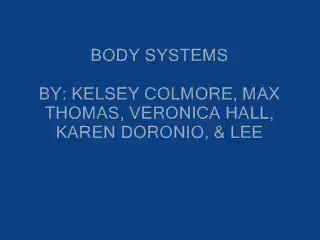 BODY SYSTEMS
BY: KELSEY COLMORE, MAX
THOMAS, VERONICA HALL,
KAREN DORONIO, & LEE